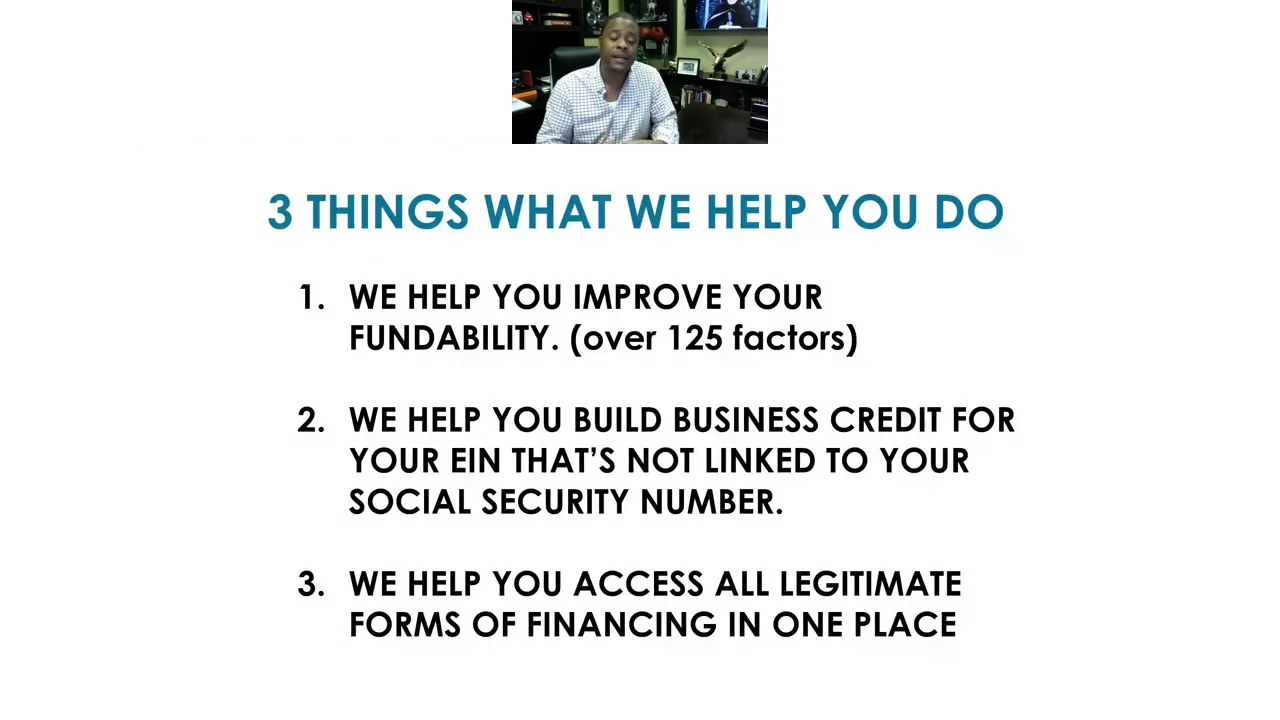 3 THINGS WHAT WE HELP YOU DO
1. WE HELP YOU IMPROVE YOUR
FUNDABILITY. (over 125 factors)
2. WE HELP YOU BUILD BUSINESS CREDIT FOR
YOUR EIN THAT’S NOT LINKED TO YOUR
SOCIAL SECURITY NUMBER.
3. WE HELP YOU ACCESS ALL LEGITIMATE
FORMS OF FINANCING IN ONE PLACE